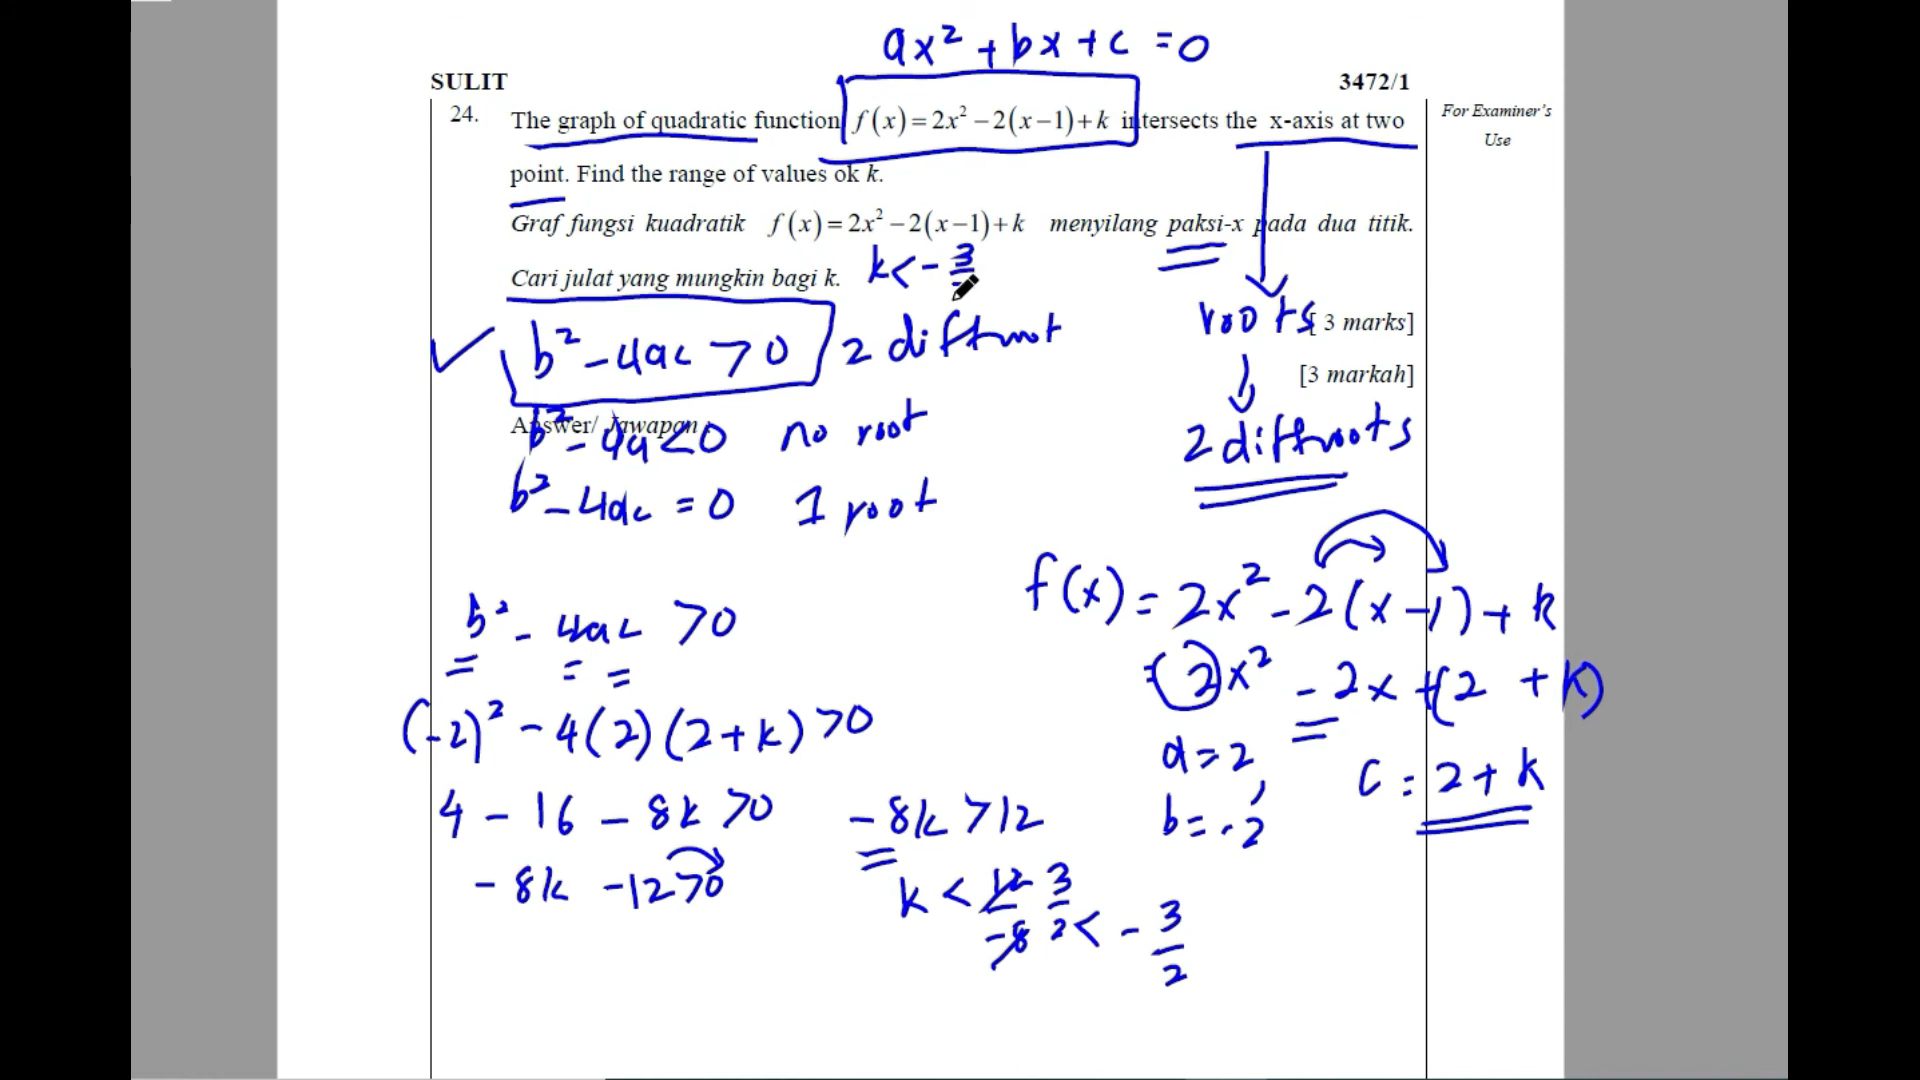 ax² + bx + c = 0
SULIT 3472/1
24. The graph of quadratic function f(x) = 2x² − 2(x−1) + k intersects the x-axis at two
For Examiner's
Use
point. Find the range of values ok k.
Graf fungsi kuadratik f(x) = 2x² − 2(x−1) + k menyilang paksi-x pada dua titik.
Cari julat yang mungkin bagi k.
k < - 3
roots
[ 3 marks]
b² - 4ac > 0 2 diff root
[3 markah]
Answer/ Jawapan :
b² - 4a < 0 no root
2 diff roots
b² - 4ac = 0 1 root
f(x) = 2x² - 2(x - 1) + k
= 2x² - 2x + (2 + k)
a = 2,
b = -2
c = 2 + k
b² - 4ac > 0
(-2)² - 4(2)(2+k) > 0
4 - 16 - 8k > 0
- 8k - 12 > 0
- 8k > 12
k < 12/-8 3/2
< - 3/2